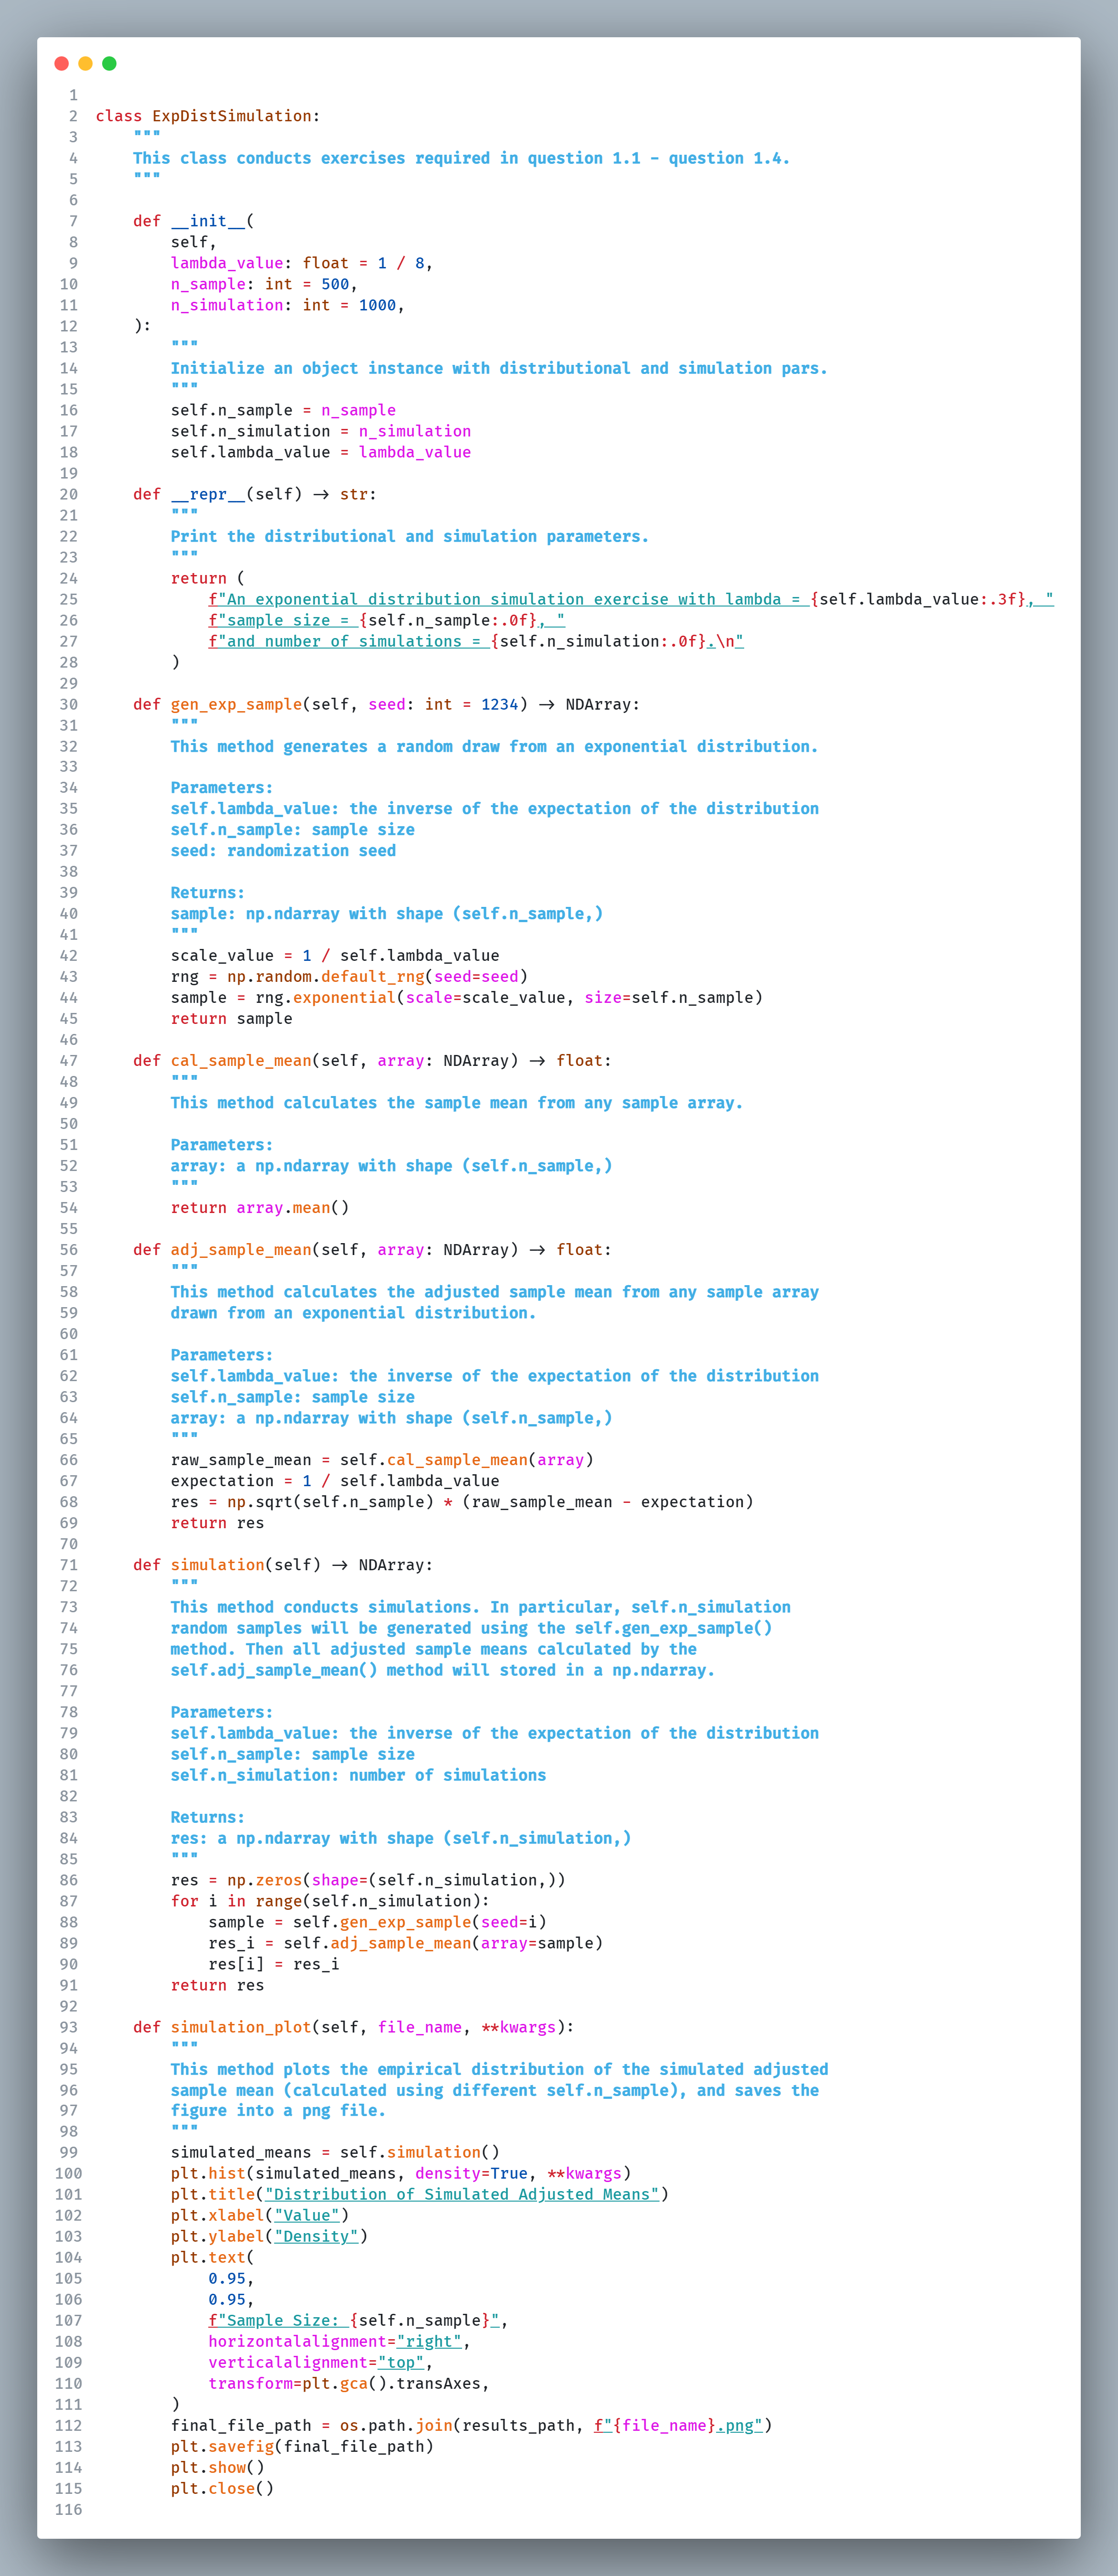 1
2 class ExpDistSimulation:
3     """
4     This class conducts exercises required in question 1.1 - question 1.4.
5     """
6
7     def __init__(
8         self,
9         lambda_value: float = 1 / 8,
10         n_sample: int = 500,
11         n_simulation: int = 1000,
12     ):
13         """
14         Initialize an object instance with distributional and simulation pars.
15         """
16         self.n_sample = n_sample
17         self.n_simulation = n_simulation
18         self.lambda_value = lambda_value
19
20     def __repr__(self) -> str:
21         """
22         Print the distributional and simulation parameters.
23         """
24         return (
25             f"An exponential distribution simulation exercise with lambda = {self.lambda_value:.3f}, "
26             f"sample size = {self.n_sample:.0f}, "
27             f"and number of simulations = {self.n_simulation:.0f}.\n"
28         )
29
30     def gen_exp_sample(self, seed: int = 1234) -> NDArray:
31         """
32         This method generates a random draw from an exponential distribution.
33
34         Parameters:
35         self.lambda_value: the inverse of the expectation of the distribution
36         self.n_sample: sample size
37         seed: randomization seed
38
39         Returns:
40         sample: np.ndarray with shape (self.n_sample,)
41         """
42         scale_value = 1 / self.lambda_value
43         rng = np.random.default_rng(seed=seed)
44         sample = rng.exponential(scale=scale_value, size=self.n_sample)
45         return sample
46
47     def cal_sample_mean(self, array: NDArray) -> float:
48         """
49         This method calculates the sample mean from any sample array.
50
51         Parameters:
52         array: a np.ndarray with shape (self.n_sample,)
53         """
54         return array.mean()
55
56     def adj_sample_mean(self, array: NDArray) -> float:
57         """
58         This method calculates the adjusted sample mean from any sample array
59         drawn from an exponential distribution.
60
61         Parameters:
62         self.lambda_value: the inverse of the expectation of the distribution
63         self.n_sample: sample size
64         array: a np.ndarray with shape (self.n_sample,)
65         """
66         raw_sample_mean = self.cal_sample_mean(array)
67         expectation = 1 / self.lambda_value
68         res = np.sqrt(self.n_sample) * (raw_sample_mean - expectation)
69         return res
70
71     def simulation(self) -> NDArray:
72         """
73         This method conducts simulations. In particular, self.n_simulation
74         random samples will be generated using the self.gen_exp_sample()
75         method. Then all adjusted sample means calculated by the
76         self.adj_sample_mean() method will stored in a np.ndarray.
77
78         Parameters:
79         self.lambda_value: the inverse of the expectation of the distribution
80         self.n_sample: sample size
81         self.n_simulation: number of simulations
82
83         Returns:
84         res: a np.ndarray with shape (self.n_simulation,)
85         """
86         res = np.zeros(shape=(self.n_simulation,))
87         for i in range(self.n_simulation):
88             sample = self.gen_exp_sample(seed=i)
89             res_i = self.adj_sample_mean(array=sample)
90             res[i] = res_i
91         return res
92
93     def simulation_plot(self, file_name, **kwargs):
94         """
95         This method plots the empirical distribution of the simulated adjusted
96         sample mean (calculated using different self.n_sample), and saves the
97         figure into a png file.
98         """
99         simulated_means = self.simulation()
100         plt.hist(simulated_means, density=True, **kwargs)
101         plt.title("Distribution of Simulated Adjusted Means")
102         plt.xlabel("Value")
103         plt.ylabel("Density")
104         plt.text(
105             0.95,
106             0.95,
107             f"Sample Size: {self.n_sample}",
108             horizontalalignment="right",
109             verticalalignment="top",
110             transform=plt.gca().transAxes,
111         )
112         final_file_path = os.path.join(results_path, f"{file_name}.png")
113         plt.savefig(final_file_path)
114         plt.show()
115         plt.close()
116